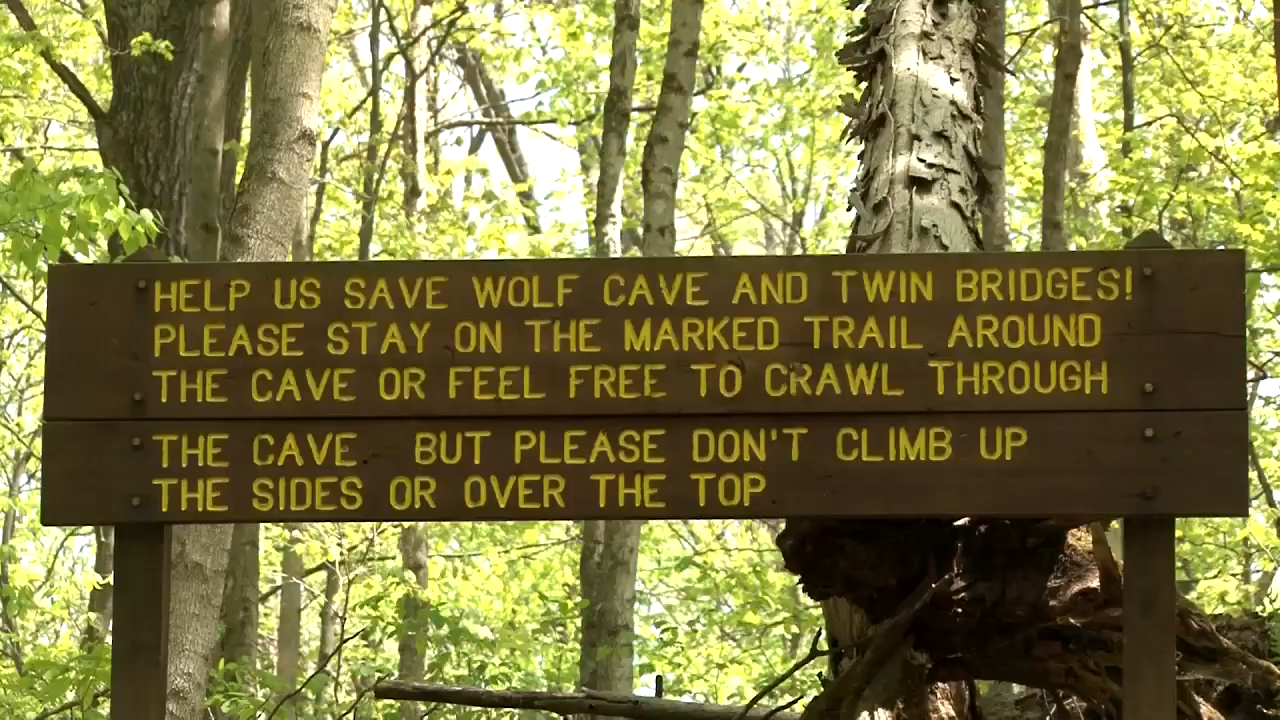 HELP US SAVE WOLF CAVE AND TWIN BRIDGES!
PLEASE STAY ON THE MARKED TRAIL AROUND
THE CAVE OR FEEL FREE TO CRAWL THROUGH
THE CAVE BUT PLEASE DON'T CLIMB UP
THE SIDES OR OVER THE TOP